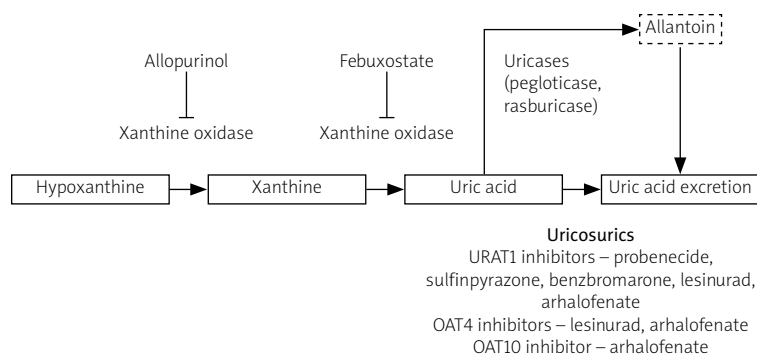 Allantoin
Allopurinol
Febuxostate
Uricases
(pegloticase,
rasburicase)
Xanthine oxidase
Xanthine oxidase
Hypoxanthine
Xanthine
Uric acid
Uric acid excretion
Uricosurics
URAT1 inhibitors – probenecide,
sulfinpyrazone, benzbromarone, lesinurad,
arhalofenate
OAT4 inhibitors – lesinurad, arhalofenate
OAT10 inhibitor – arhalofenate